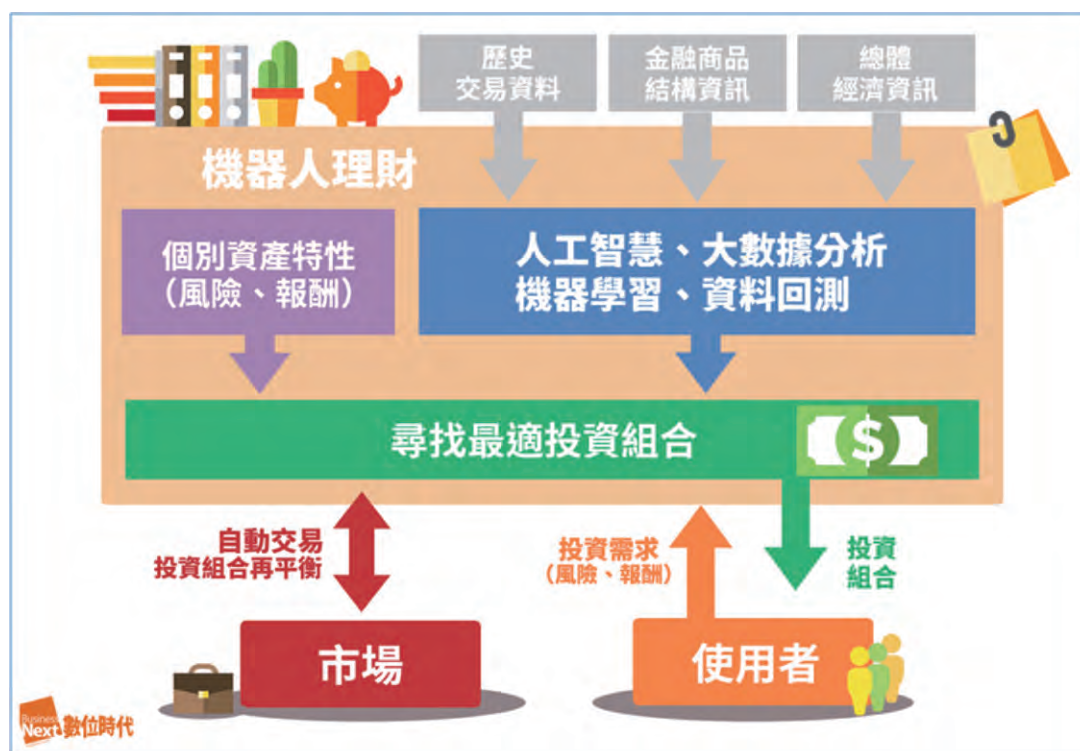 歷史
交易資料
金融商品
結構資訊
總體
經濟資訊
機器人理財
個別資產特性
（風險、報酬）
人工智慧、大數據分析
機器學習、資料回測
尋找最適投資組合
$
自動交易
投資組合再平衡
投資需求
（風險、報酬）
投資
組合
市場
使用者
Business
Next 數位時代